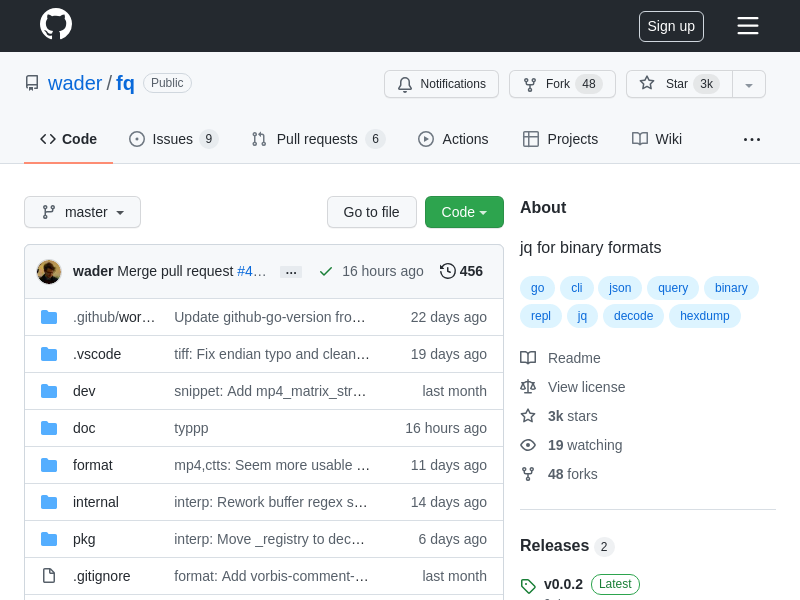 Sign up
wader / fq Public
Notifications Fork 48 Star 3k
Code Issues 9 Pull requests 6 Actions Projects Wiki ...
master Go to file Code
wader Merge pull request #4… ... 16 hours ago 456
.github/wor… Update github-go-version fro… 22 days ago
.vscode tiff: Fix endian typo and clean… 19 days ago
dev snippet: Add mp4_matrix_str… last month
doc typpp 16 hours ago
format mp4,ctts: Seem more usable … 11 days ago
internal interp: Rework buffer regex s… 14 days ago
pkg interp: Move _registry to dec… 6 days ago
.gitignore format: Add vorbis-comment-… last month
About
jq for binary formats
go cli json query binary
repl jq decode hexdump
Readme
View license
3k stars
19 watching
48 forks
Releases 2
v0.0.2 Latest